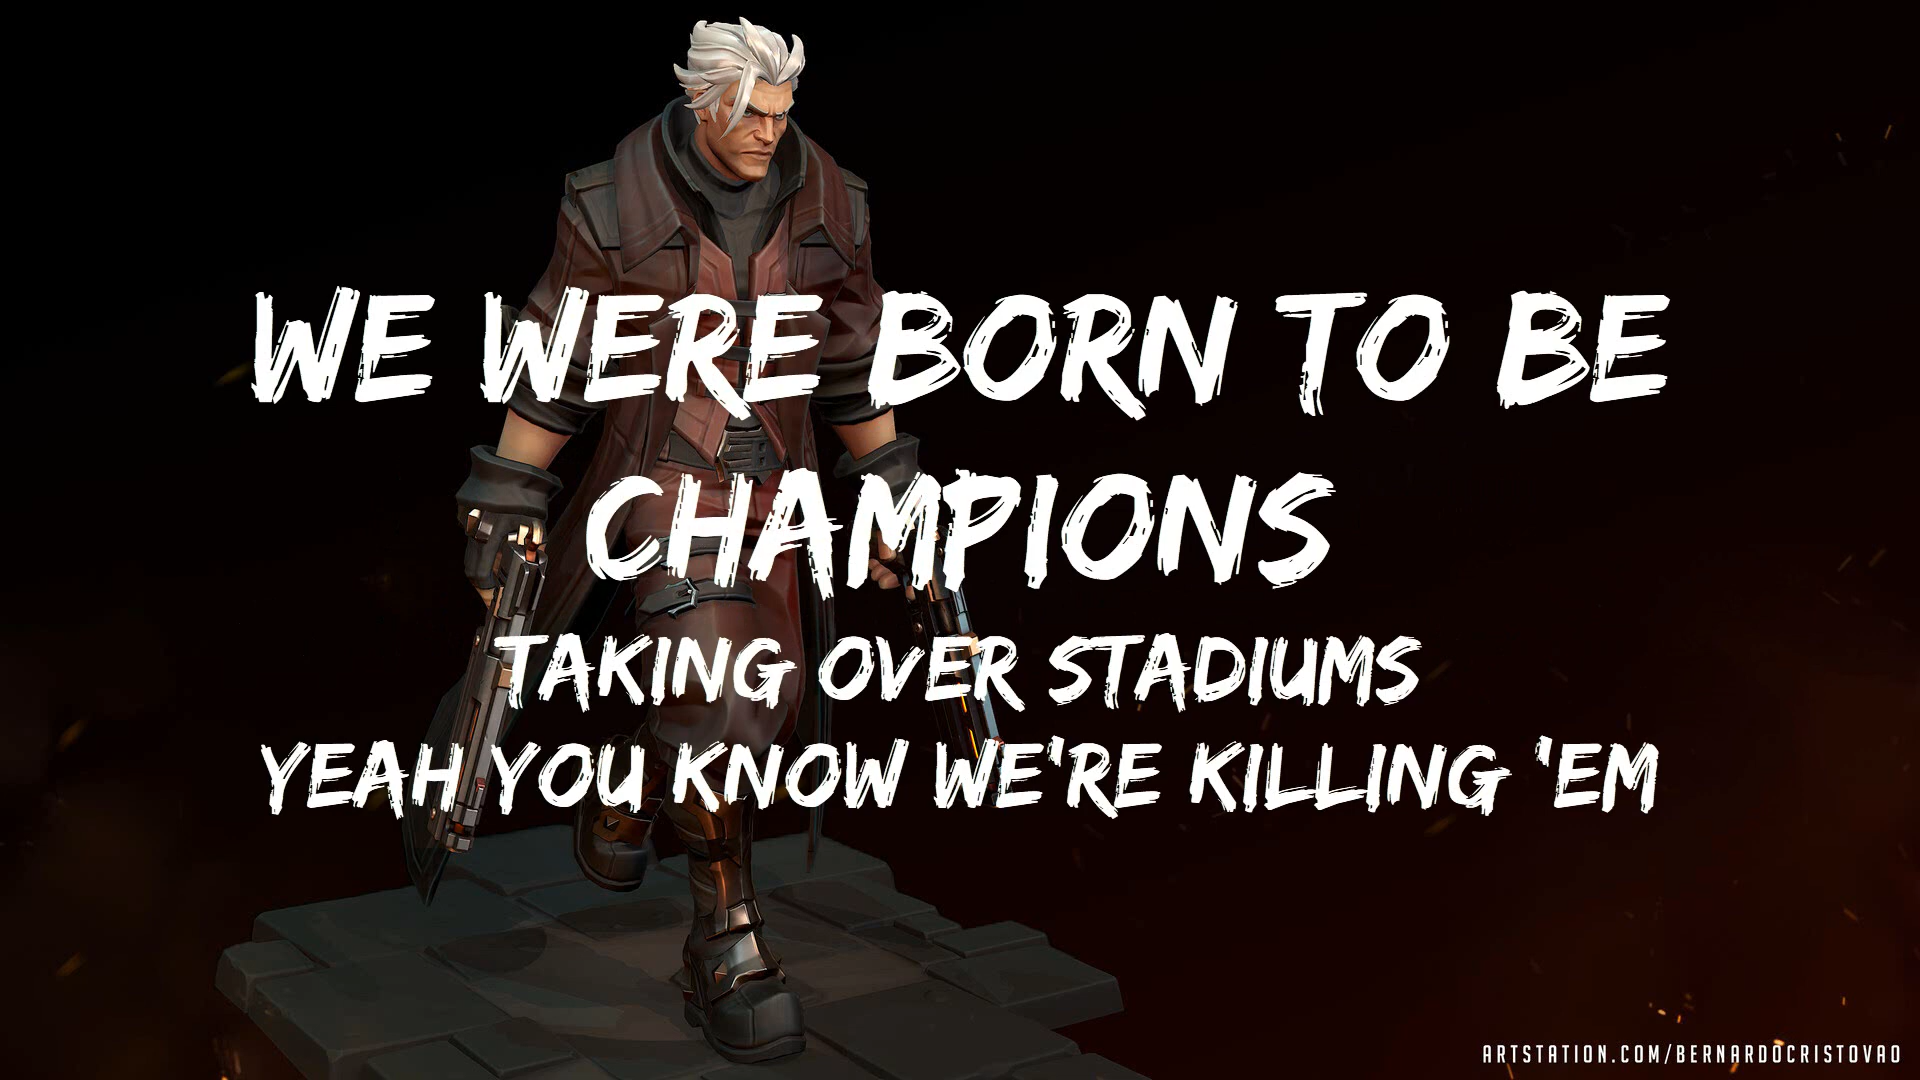 WE WERE BORN TO BE
CHAMPIONS
TAKING OVER STADIUMS
YEAH YOU KNOW WE'RE KILLING 'EM
ARTSTATION.COM/BERNARDOCRISTOVAO